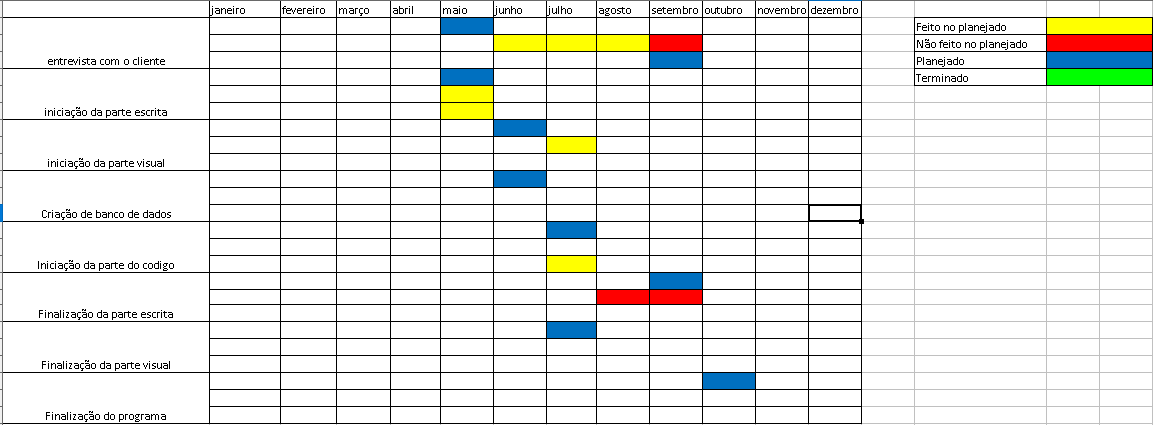 janeiro fevereiro março abril maio junho julho agosto setembro outubro novembro dezembro
Feito no planejado
Não feito no planejado
entrevista com o cliente
Planejado
Terminado
iniciação da parte escrita
iniciação da parte visual
Criação de banco de dados
Iniciação da parte do codigo
Finalização da parte escrita
Finalização da parte visual
Finalização do programa